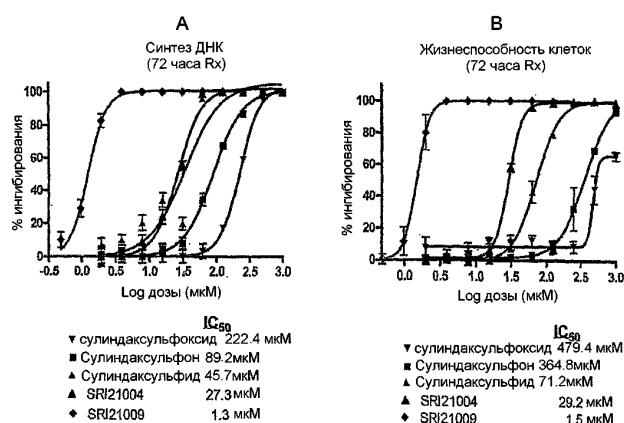 A
Синтез ДНК
(72 часа Rx)
% ингибирования
100
80
60
40
20
0
-0.5 0.0 0.5 1.0 1.5 2.0 2.5 3.0
Log дозы (мкМ)
IC50
сулиндаксульфоксид 222.4 мкМ
Сулиндаксульфон 89.2мкМ
Сулиндаксульфид 45.7мкМ
SRI21004 27.3мкМ
SRI21009 1.3 мкМ
B
Жизнеспособность клеток
(72 часа Rx)
% ингибирования
100
80
60
40
20
0
0.0 0.5 1.0 1.5 2.0 2.5 3.0
Log дозы (мкМ)
IC50
сулиндаксульфоксид 479.4 мкМ
Сулиндаксульфон 364.8мкМ
Сулиндаксульфид 71.2мкМ
SRI21004 29.2 мкМ
SRI21009 1.5 мкМ